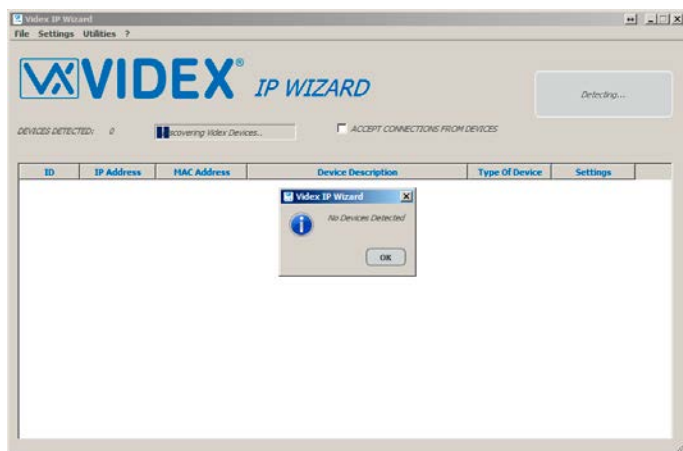 Videx IP Wizard
File Settings Utilities ?
VIDEX® IP WIZARD
Detecting...
DEVICES DETECTED: 0
scovering Videx Devices...
ACCEPT CONNECTIONS FROM DEVICES
ID IP Address MAC Address Device Description Type Of Device Settings
Videx IP Wizard
No Devices Detected
OK